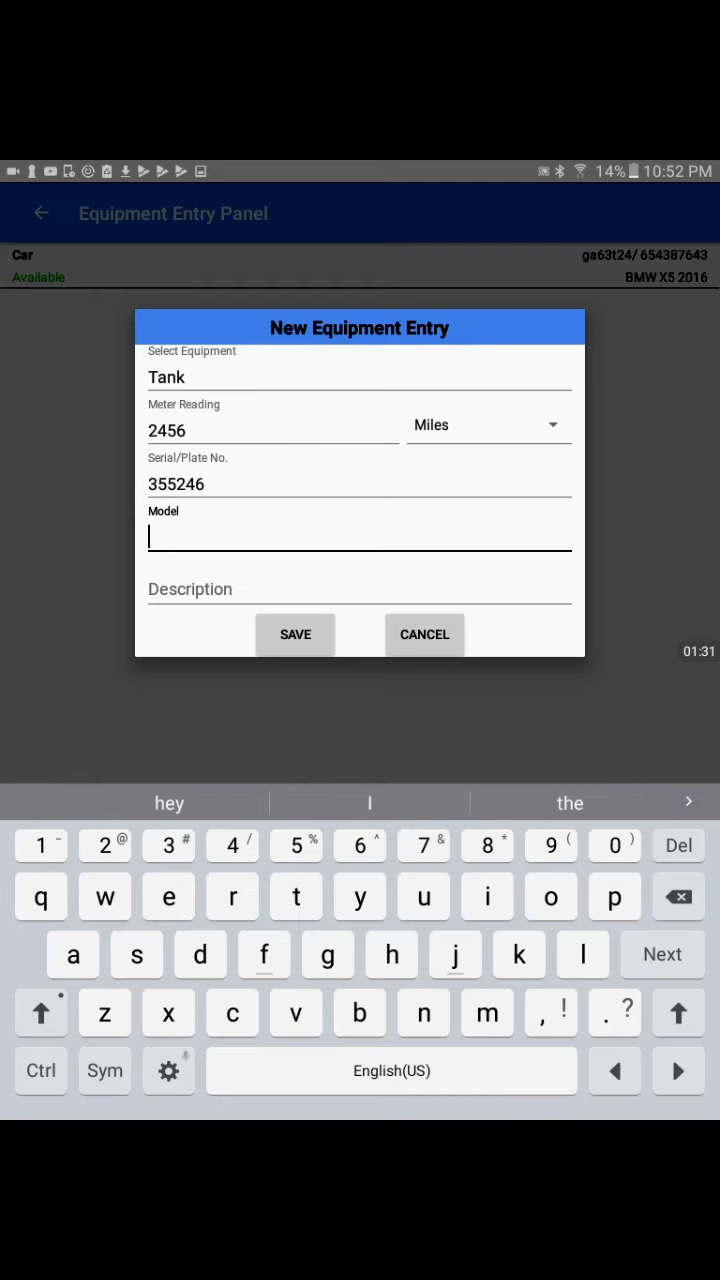 14% 10:52 PM
Equipment Entry Panel
Car ga63t24/ 654387643
Available BMW X5 2016
New Equipment Entry
Select Equipment
Tank
Meter Reading
2456 Miles
Serial/Plate No.
355246
Model
Description
SAVE CANCEL
01:31
hey I the
1 - 2 @ 3 # 4 / 5 % 6 ^ 7 & 8 * 9 ( 0 ) Del
q w e r t y u i o p
a s d f g h j k l Next
z x c v b n m , ! . ?
Ctrl Sym English(US)